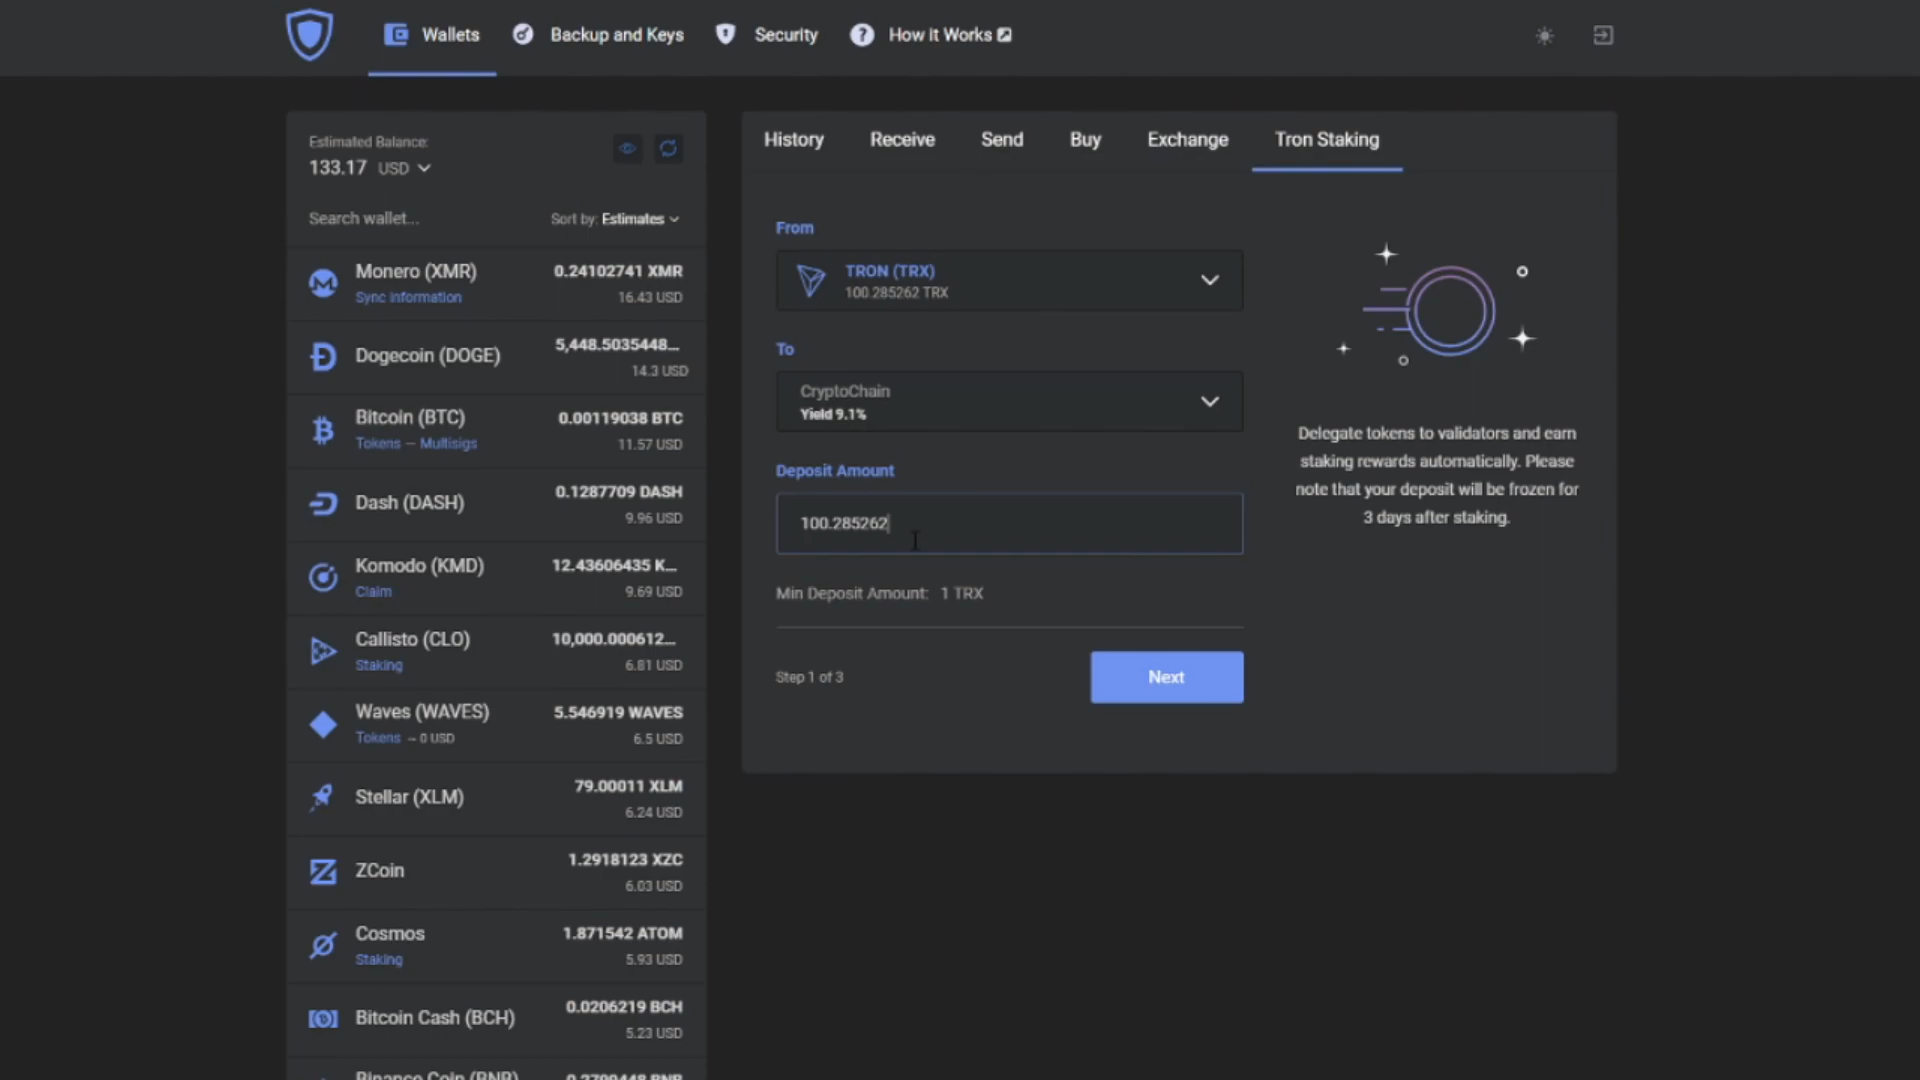 Wallets
Backup and Keys
Security
How it Works
Estimated Balance:
133.17 USD
Search wallet...
Sort by: Estimates
Monero (XMR)
0.24102741 XMR
Sync information
16.43 USD
Dogecoin (DOGE)
5,448.5035448...
14.3 USD
Bitcoin (BTC)
0.00119038 BTC
Tokens — Multisigs
11.57 USD
Dash (DASH)
0.1287709 DASH
9.96 USD
Komodo (KMD)
12.43606435 K...
Claim
9.69 USD
Callisto (CLO)
10,000.000612...
Staking
6.81 USD
Waves (WAVES)
5.546919 WAVES
Tokens ~ 0 USD
6.5 USD
Stellar (XLM)
79.00011 XLM
6.24 USD
ZCoin
1.2918123 XZC
6.03 USD
Cosmos
1.871542 ATOM
Staking
5.93 USD
Bitcoin Cash (BCH)
0.0206219 BCH
5.23 USD
Binance Coin (BNB)
History
Receive
Send
Buy
Exchange
Tron Staking
From
TRON (TRX)
100.285262 TRX
To
CryptoChain
Yield 9.1%
Deposit Amount
100.285262
Min Deposit Amount: 1 TRX
Step 1 of 3
Next
Delegate tokens to validators and earn
staking rewards automatically. Please
note that your deposit will be frozen for
3 days after staking.